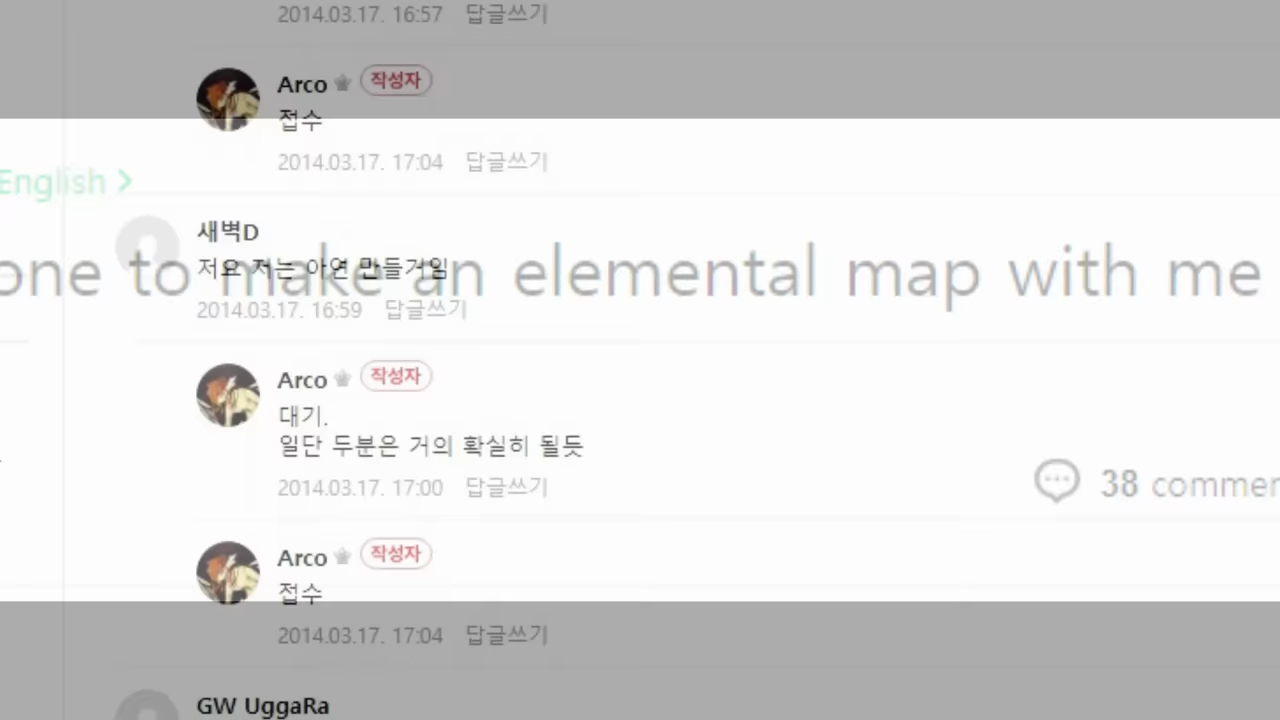 2014.03.17. 16:57 답글쓰기
Arco 작성자
접수
2014.03.17. 17:04 답글쓰기
English >
새벽D
저요 저는 아연 만들거임
one to make an elemental map with me
2014.03.17. 16:59 답글쓰기
Arco 작성자
대기.
일단 두분은 거의 확실히 될듯
2014.03.17. 17:00 답글쓰기
38 commen
Arco 작성자
접수
2014.03.17. 17:04 답글쓰기
GW UggaRa